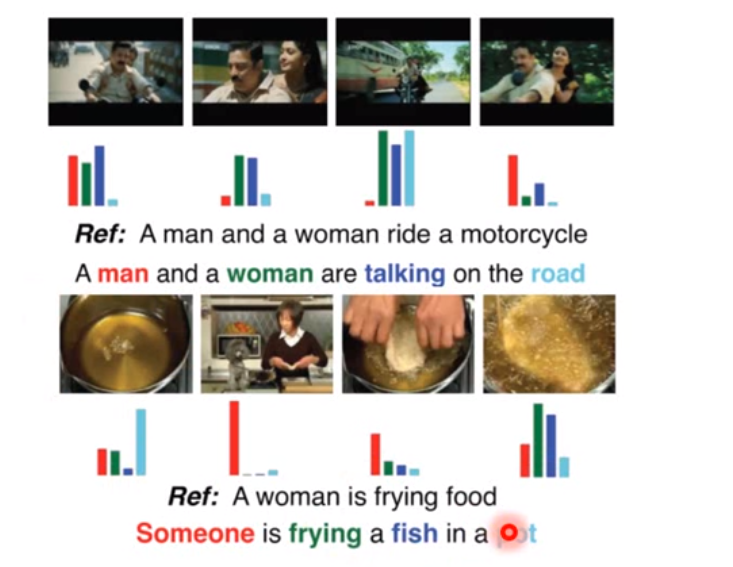 Ref: A man and a woman ride a motorcycle
A man and a woman are talking on the road
Ref: A woman is frying food
Someone is frying a fish in a pot